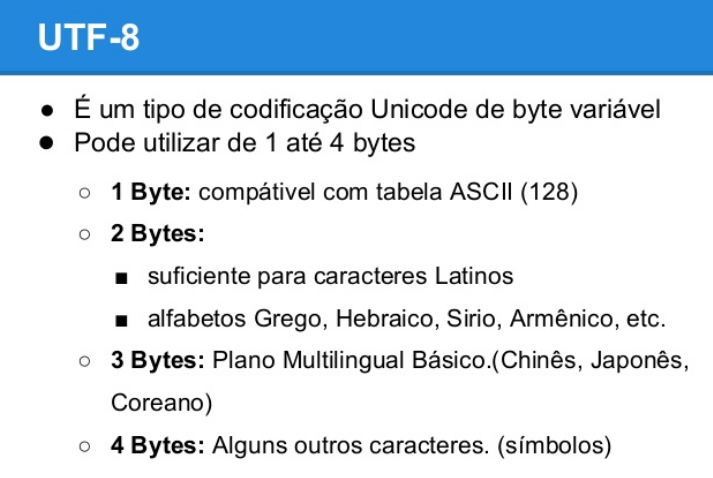 UTF-8
● É um tipo de codificação Unicode de byte variável
● Pode utilizar de 1 até 4 bytes
○ 1 Byte: compátivel com tabela ASCII (128)
○ 2 Bytes:
■ suficiente para caracteres Latinos
■ alfabetos Grego, Hebraico, Sirio, Armênico, etc.
○ 3 Bytes: Plano Multilingual Básico.(Chinês, Japonês,
Coreano)
○ 4 Bytes: Alguns outros caracteres. (símbolos)